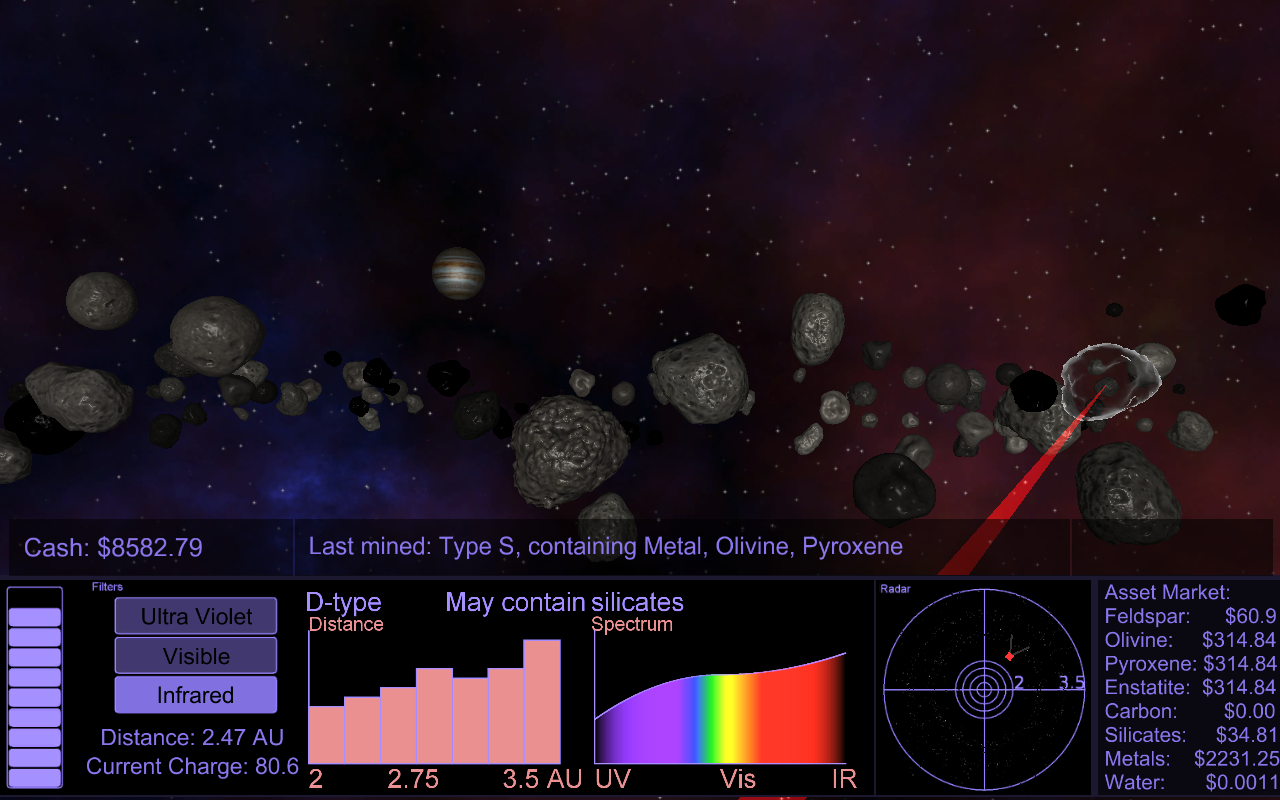 Cash: $8582.79
Last mined: Type S, containing Metal, Olivine, Pyroxene
Filters
Ultra Violet
Visible
Infrared
Distance: 2.47 AU
Current Charge: 80.6
D-type
May contain silicates
Distance
2 2.75 3.5 AU
Spectrum
UV Vis IR
Radar
2 3.5
Asset Market:
Feldspar: $60.9
Olivine: $314.84
Pyroxene: $314.84
Enstatite: $314.84
Carbon: $0.00
Silicates: $34.81
Metals: $2231.25
Water: $0.0011